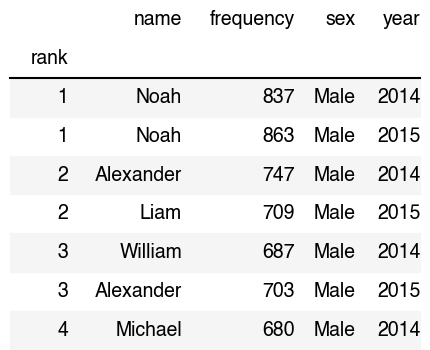 name frequency sex year
rank
1 Noah 837 Male 2014
1 Noah 863 Male 2015
2 Alexander 747 Male 2014
2 Liam 709 Male 2015
3 William 687 Male 2014
3 Alexander 703 Male 2015
4 Michael 680 Male 2014